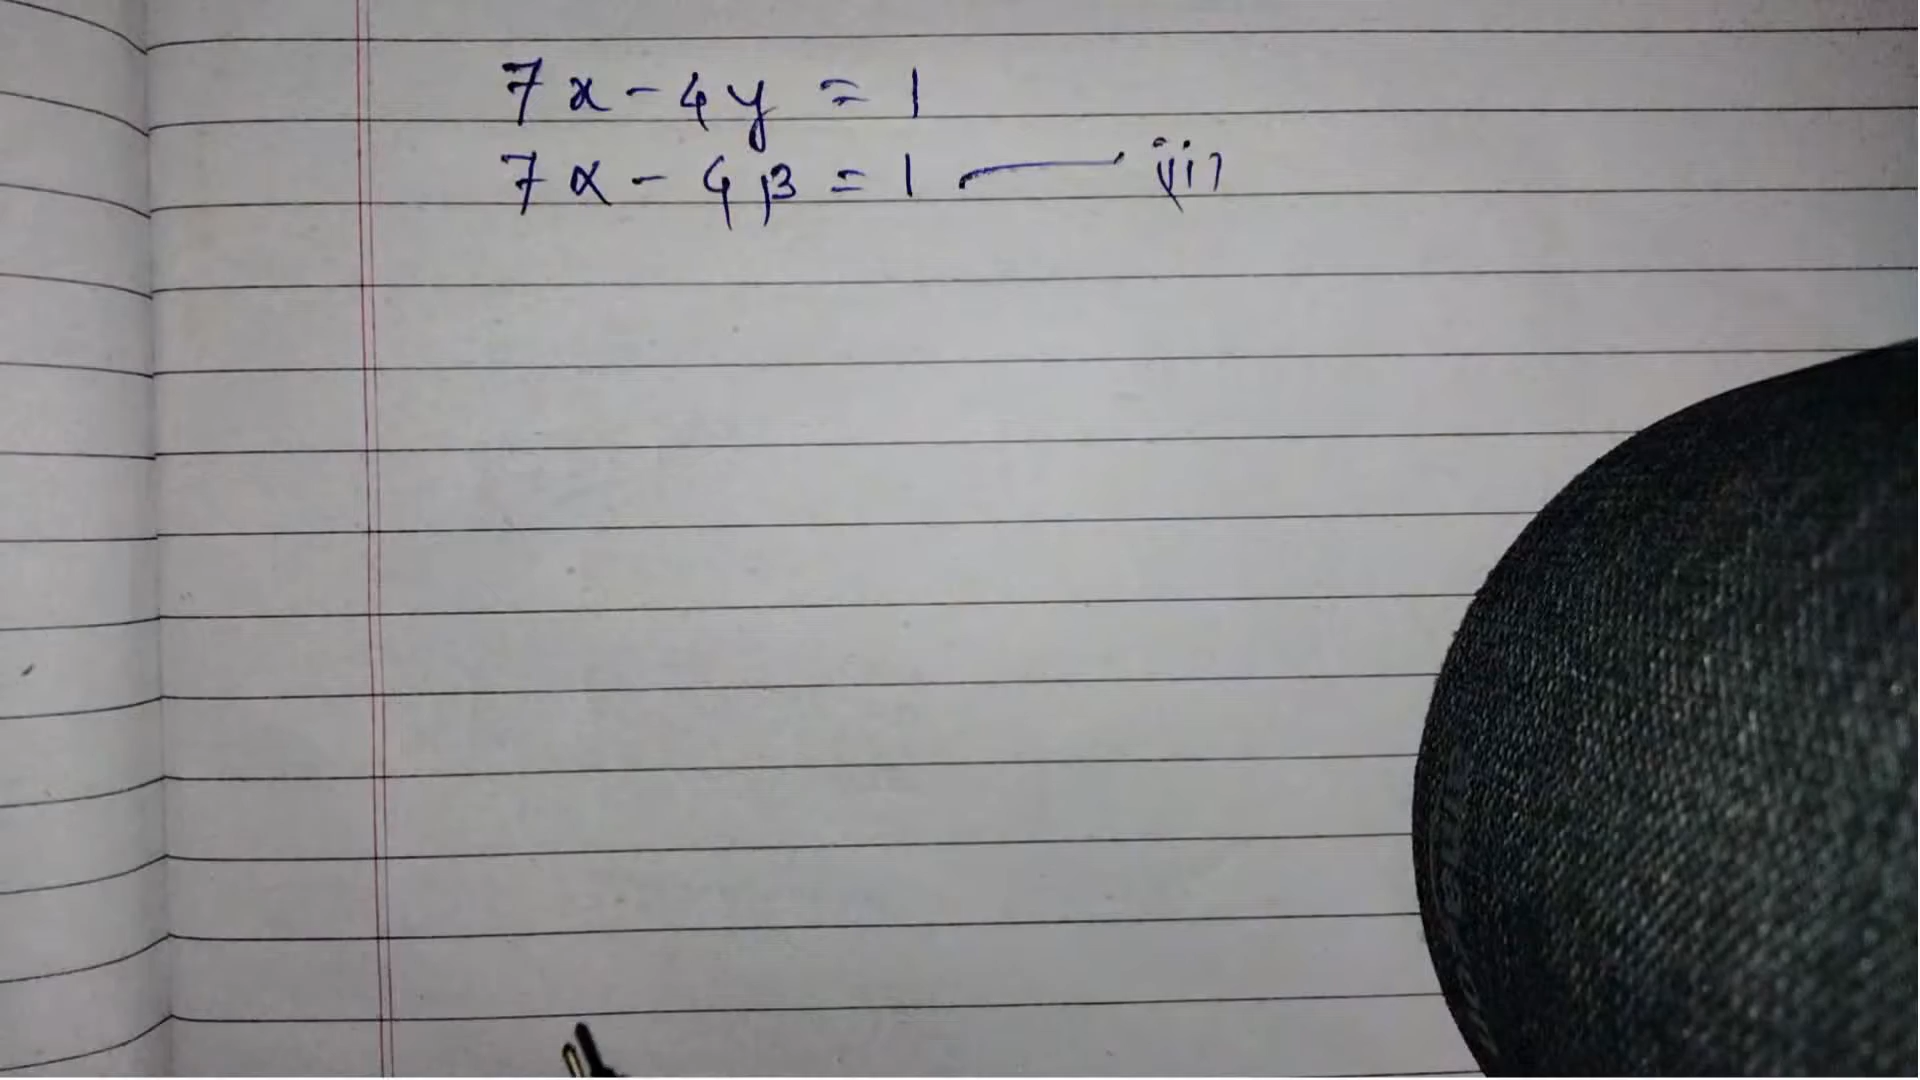 7x - 4y = 1
7α - 4β = 1 —— (ii)